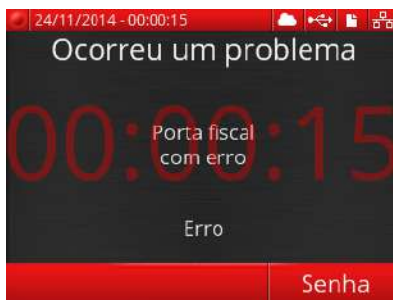 24/11/2014 - 00:00:15
Ocorreu um problema
00:00:15
Porta fiscal
com erro
Erro
Senha